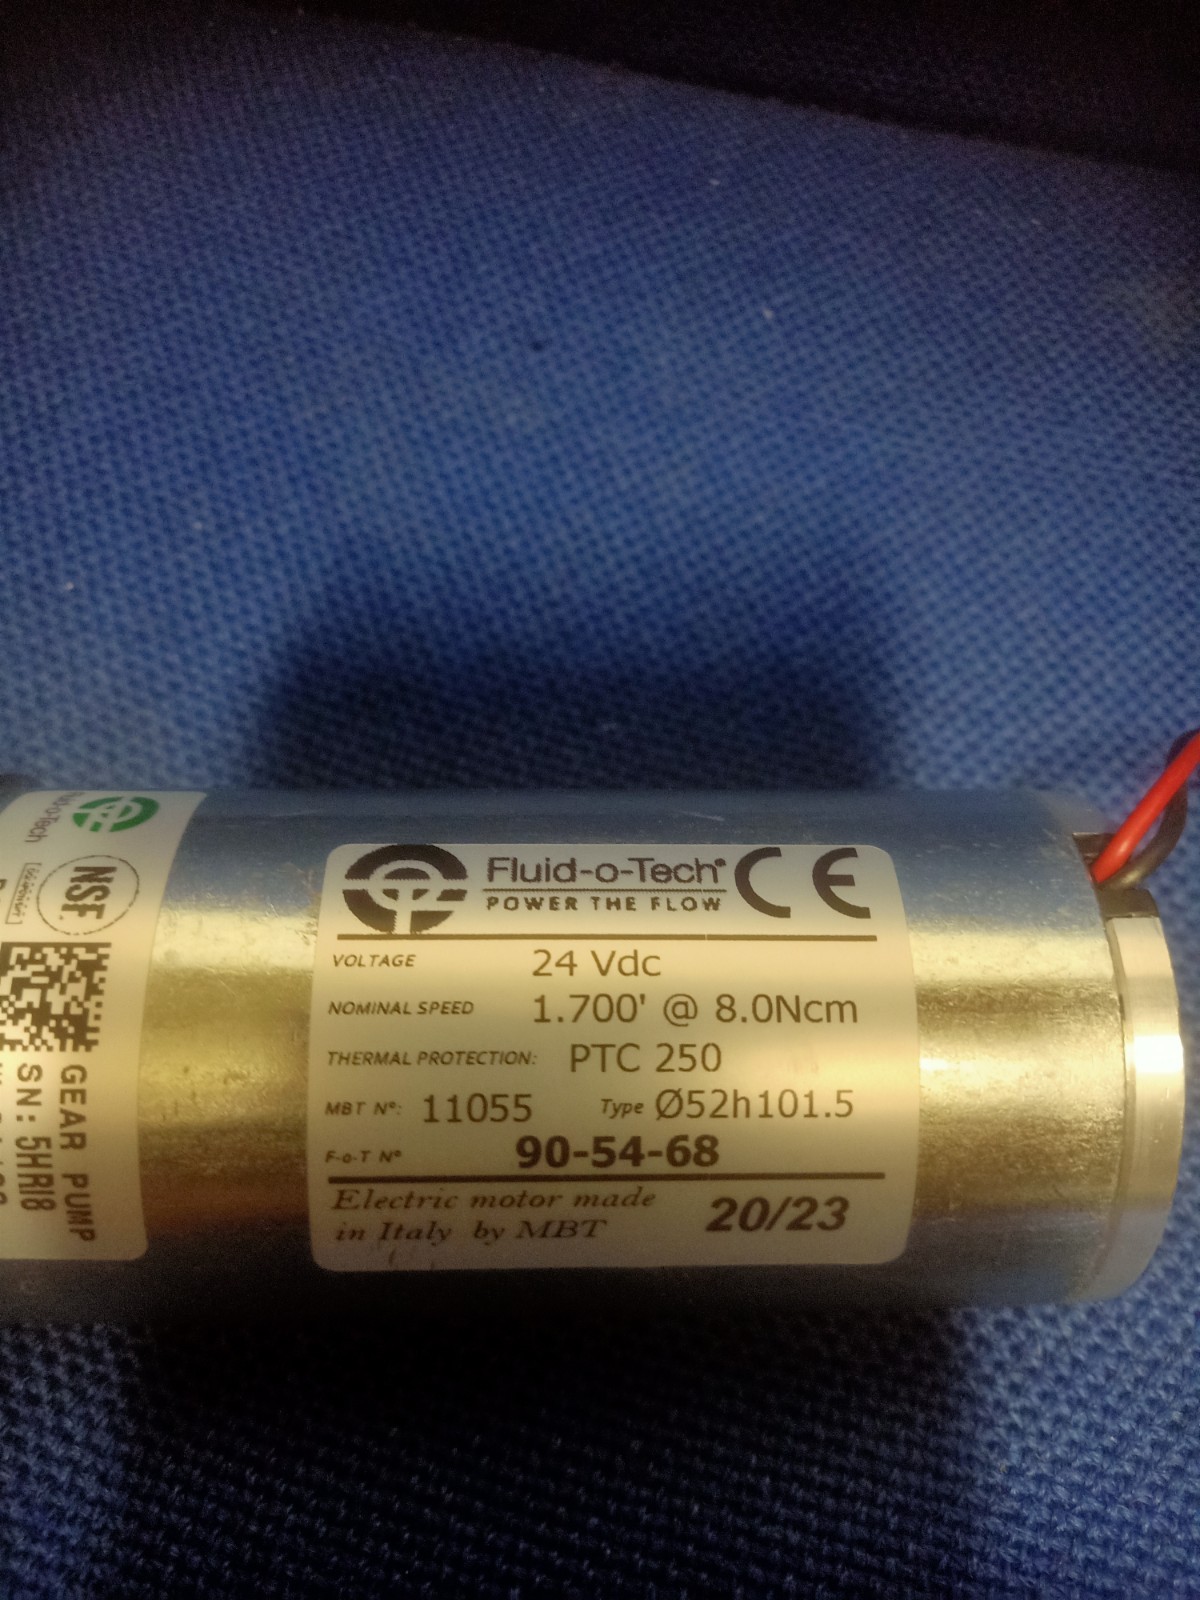 Fluid-o-Tech®
POWER THE FLOW
CE
VOLTAGE 24 Vdc
NOMINAL SPEED 1.700' @ 8.0Ncm
THERMAL PROTECTION: PTC 250
MBT N°: 11055 Type Ø52h101.5
F-o-T N° 90-54-68
Electric motor made
in Italy by MBT
20/23
Fluid-o-Tech
NSF
GEAR PUMP
SN: 5HRI8